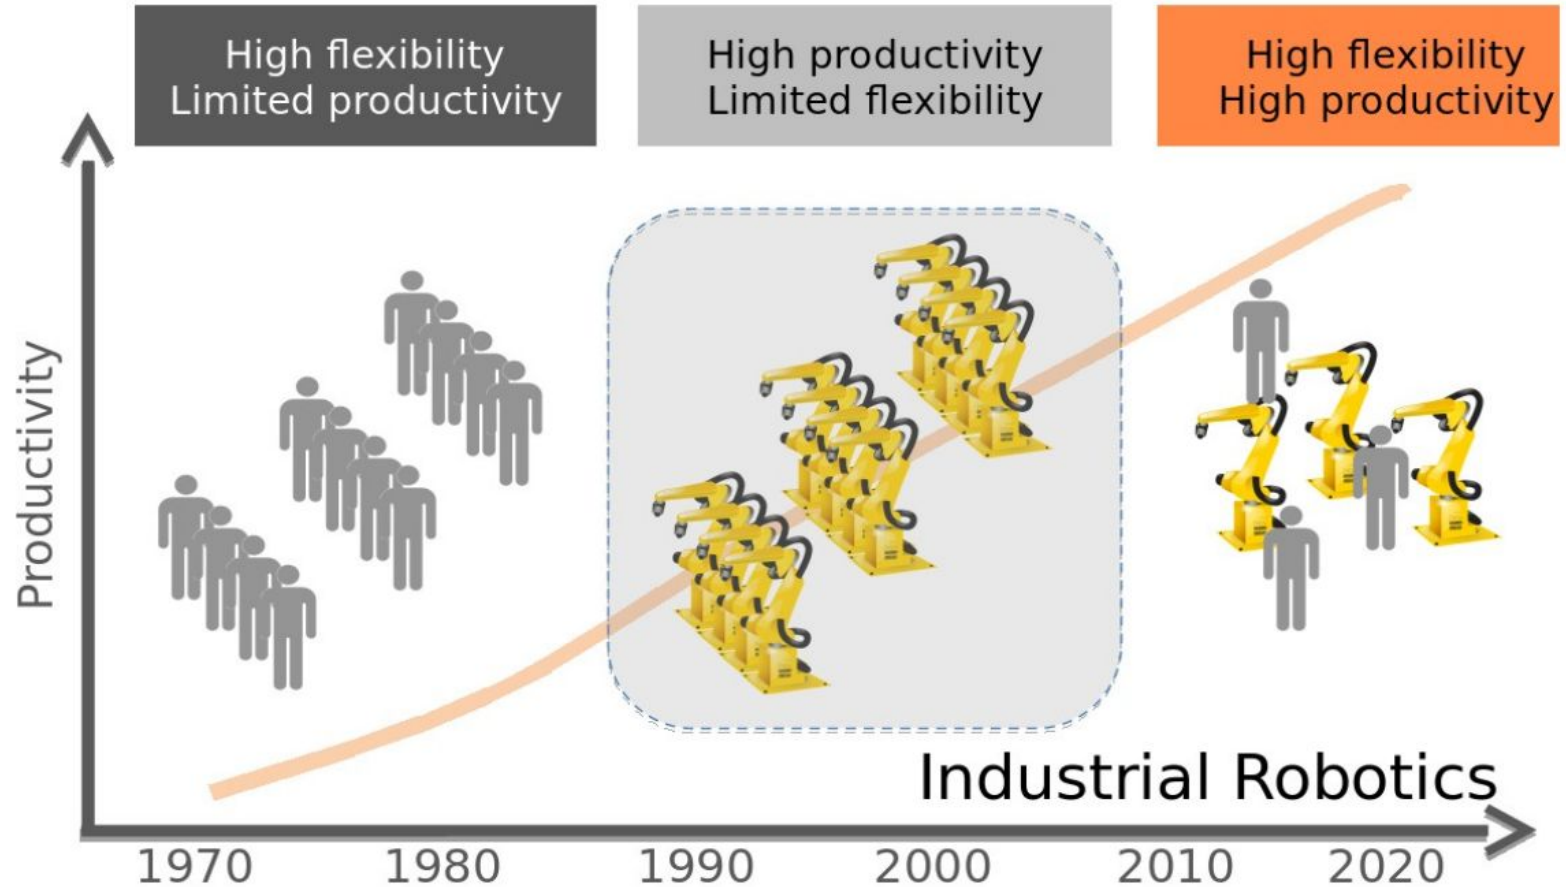 High flexibility
Limited productivity
High productivity
Limited flexibility
High flexibility
High productivity
Productivity
Industrial Robotics
1970 1980 1990 2000 2010 2020